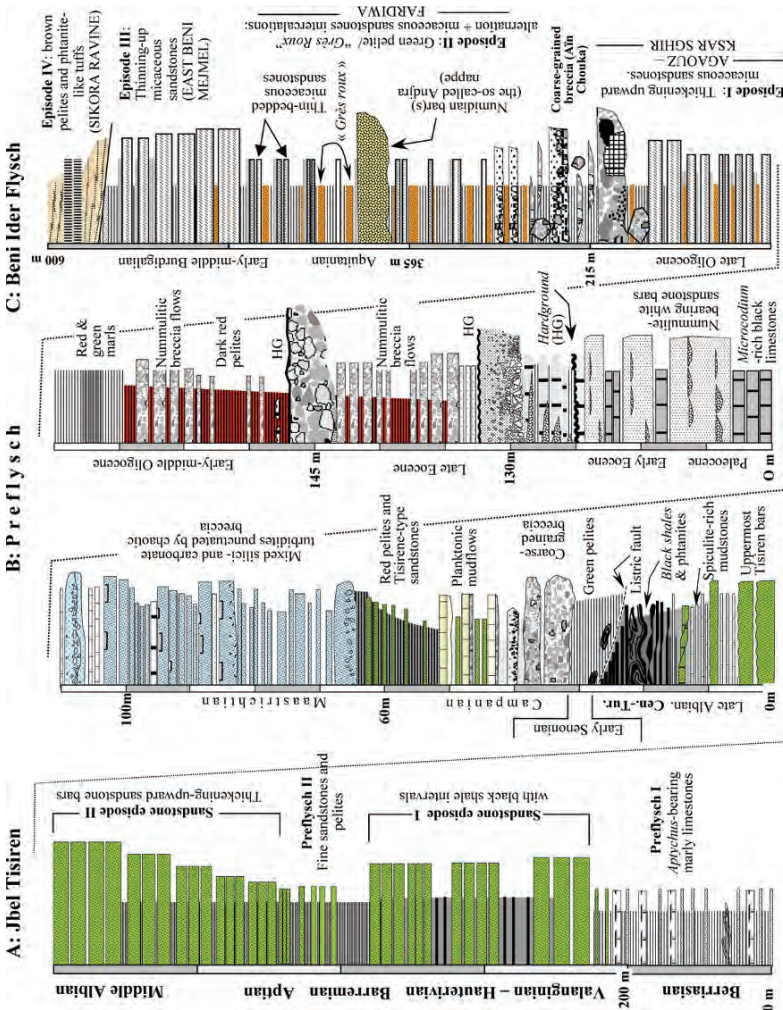 A: Jbel Tisiren
Middle Albian
Aptian
Barremian
Valanginian – Hauterivian
Berriasian
200 m
0 m
Sandstone episode II
Thickening-upward sandstone bars
Preflysch II
Fine sandstones and
pelites
Sandstone episode I
with black shale intervals
Preflysch I
Aptychus-bearing
marly limestones
B: Preflysch
100m
60m
0m
Maastrichtian
Campanian
Early Senonian
Cen.-Tur.
Late Albian.
Mixed silici- and carbonate
turbidites punctuated by chaotic
breccia
Red pelites and
Tisirene-type
sandstones
Planktonic
mudflows
Coarse-
grained
breccia
Green pelites
Listric fault
Black shales
& phtanites
Spiculite-rich
mudstones
Uppermost
Tisiren bars
Early-middle Oligocene
Late Eocene
Early Eocene
Paleocene
145 m
130m
O m
Red &
green
marls
Nummulitic
breccia flows
Dark red
pelites
HG
Nummulitic
breccia
flows
HG
Hardground
(HG)
Nummulite-
bearing white
sandstone bars
Microcodium
-rich black
limestones
C: Beni Ider Flysch
600 m
365 m
215 m
Early-middle Burdigalian
Aquitanian
Late Oligocene
Episode IV: brown
pelites and phtanite-
like tuffs
(SIKORA RAVINE)
Episode III:
Thinning-up
micaceous
sandstones
(EAST BENI
MEJMEL)
Episode II: Green pelite/ "Grès Roux"
alternation + micaceous sandstones intercalations:
FARDIWA
Thin-bedded
micaceous
sandstones
« Grès roux »
Numidian bar(s)
(the so-called Andjra
nappe)
Coarse-grained
breccia (Aïn
Chouka)
Episode I: Thickening upward
micaceous sandstones.
AGAOUZ –
KSAR SGHIR